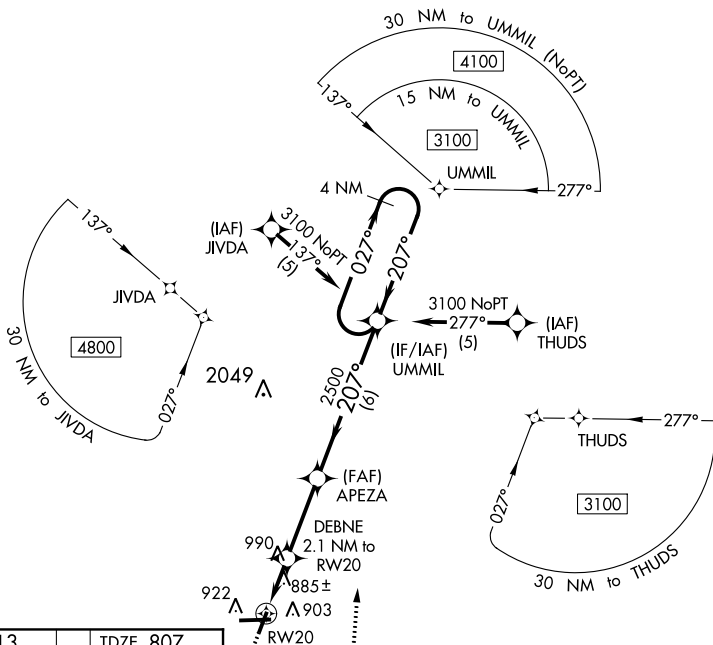 30 NM to UMMIL (NoPT)
4100
137°
15 NM to UMMIL
3100
UMMIL
277°
4 NM
137°
(IAF)
JIVDA
3100 NoPT
137°
(5)
027°
207°
JIVDA
4800
30 NM to JIVDA
027°
3100 NoPT
277°
(5)
(IAF)
THUDS
(IF/IAF)
UMMIL
2049
2500
207°
(6)
277°
THUDS
027°
3100
30 NM to THUDS
(FAF)
APEZA
DEBNE
2.1 NM to
RW20
990
885±
922
903
RW20
TDZE 807